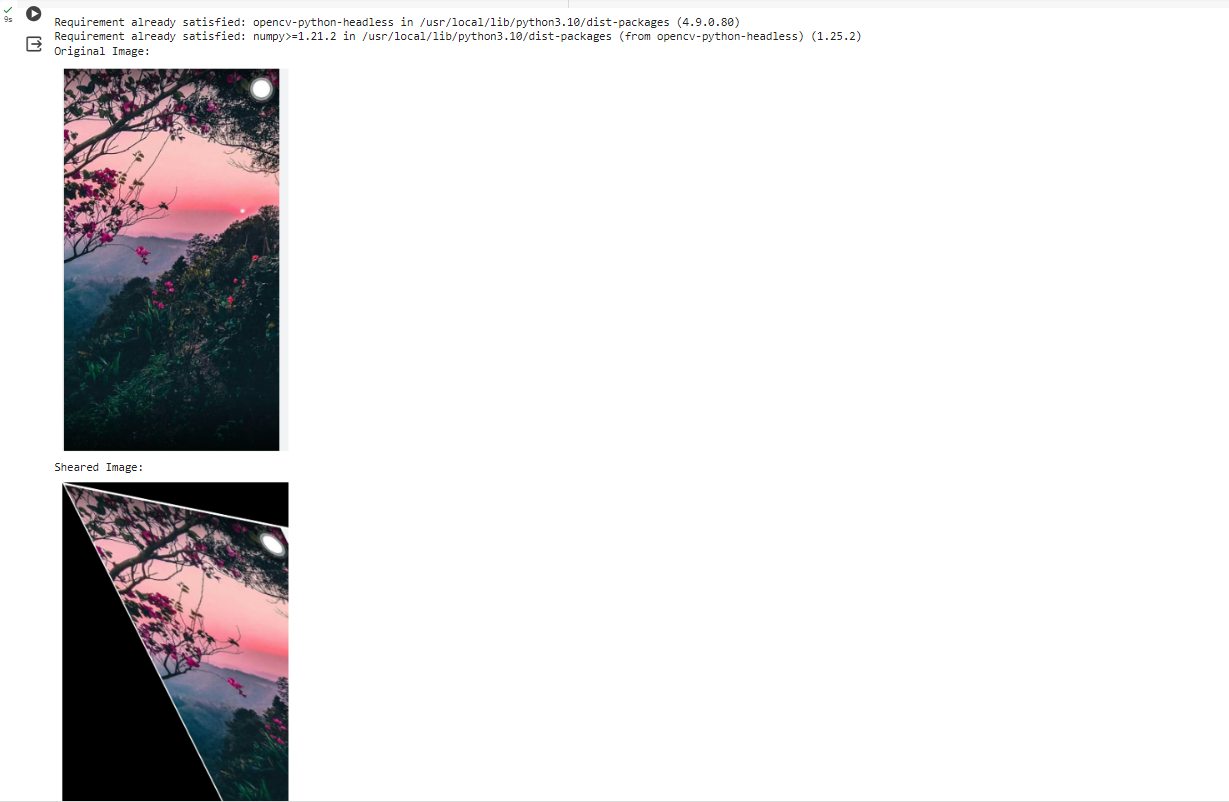 9s
Requirement already satisfied: opencv-python-headless in /usr/local/lib/python3.10/dist-packages (4.9.0.80)
Requirement already satisfied: numpy>=1.21.2 in /usr/local/lib/python3.10/dist-packages (from opencv-python-headless) (1.25.2)
Original Image:
Sheared Image: